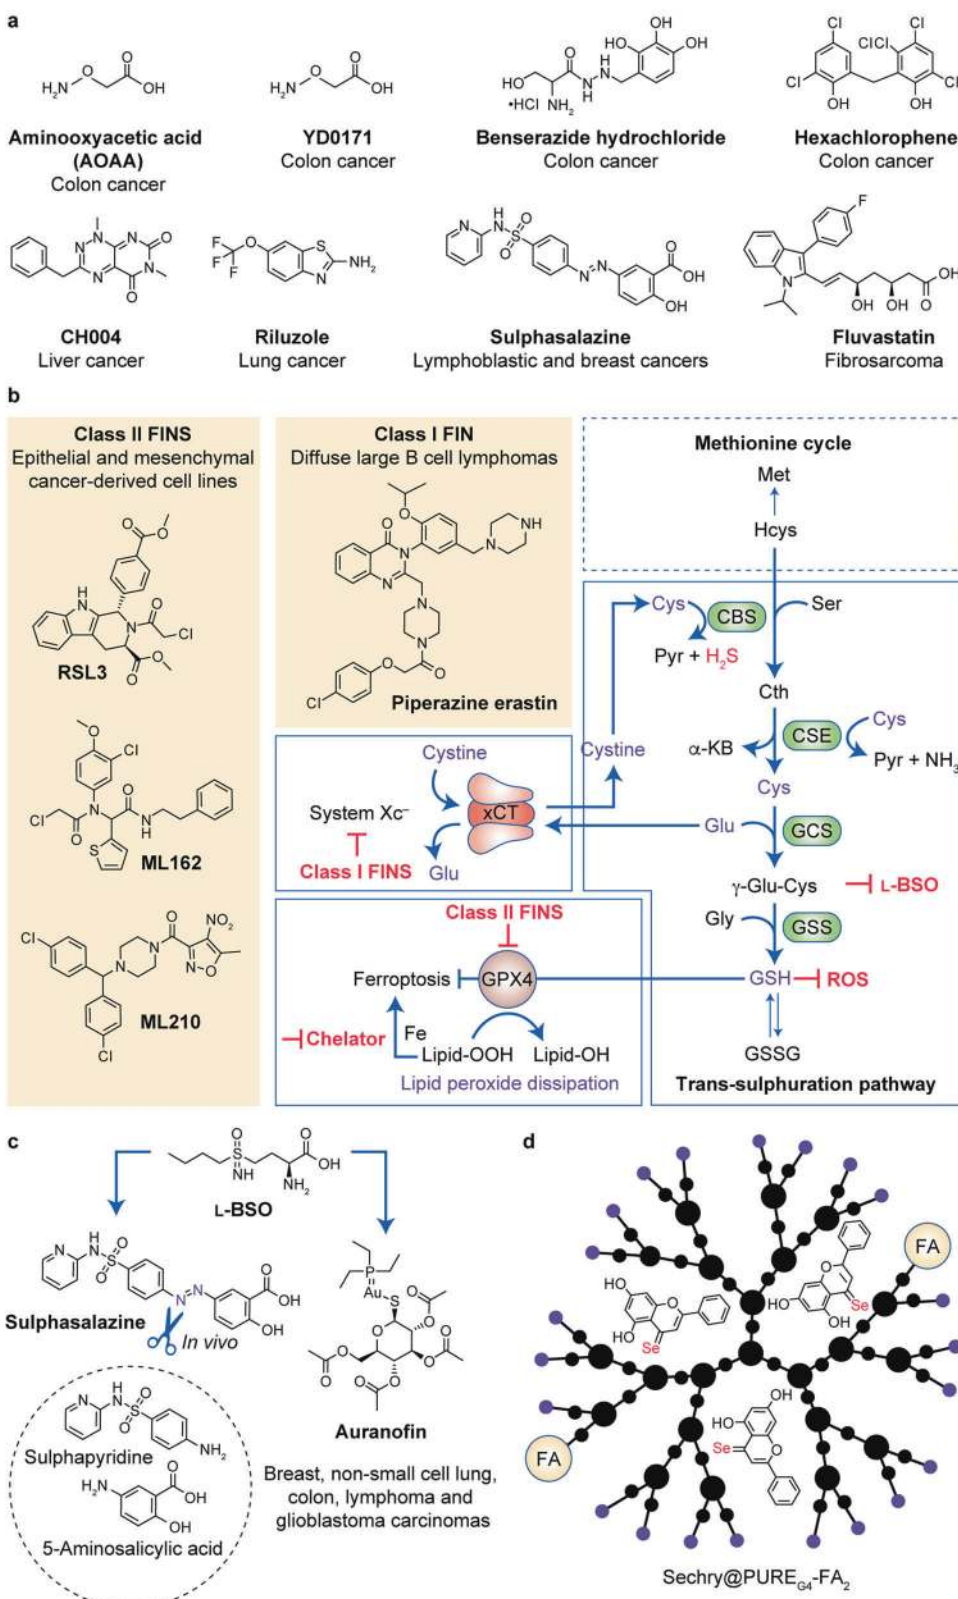 a
Aminooxyacetic acid
(AOAA)
Colon cancer
YD0171
Colon cancer
Benserazide hydrochloride
Colon cancer
Hexachlorophene
Colon cancer
CH004
Liver cancer
Riluzole
Lung cancer
Sulphasalazine
Lymphoblastic and breast cancers
Fluvastatin
Fibrosarcoma
b
Class II FINS
Epithelial and mesenchymal
cancer-derived cell lines
RSL3
ML162
ML210
Class I FIN
Diffuse large B cell lymphomas
Piperazine erastin
Methionine cycle
Met
Hcys
Cys
CBS
Ser
Pyr + H₂S
Cth
α-KB
CSE
Cys
Pyr + NH₃
Cys
Glu
GCS
γ-Glu-Cys
L-BSO
Gly
GSS
GSH
ROS
GSSG
Trans-sulphuration pathway
Cystine
Cystine
System Xc⁻
xCT
Class I FINS
Glu
Class II FINS
Ferroptosis
GPX4
Chelator
Fe
Lipid-OOH
Lipid-OH
Lipid peroxide dissipation
c
L-BSO
Sulphasalazine
In vivo
Sulphapyridine
5-Aminosalicylic acid
Auranofin
Breast, non-small cell lung,
colon, lymphoma and
glioblastoma carcinomas
d
FA
FA
Sechry@PURE_G4-FA₂